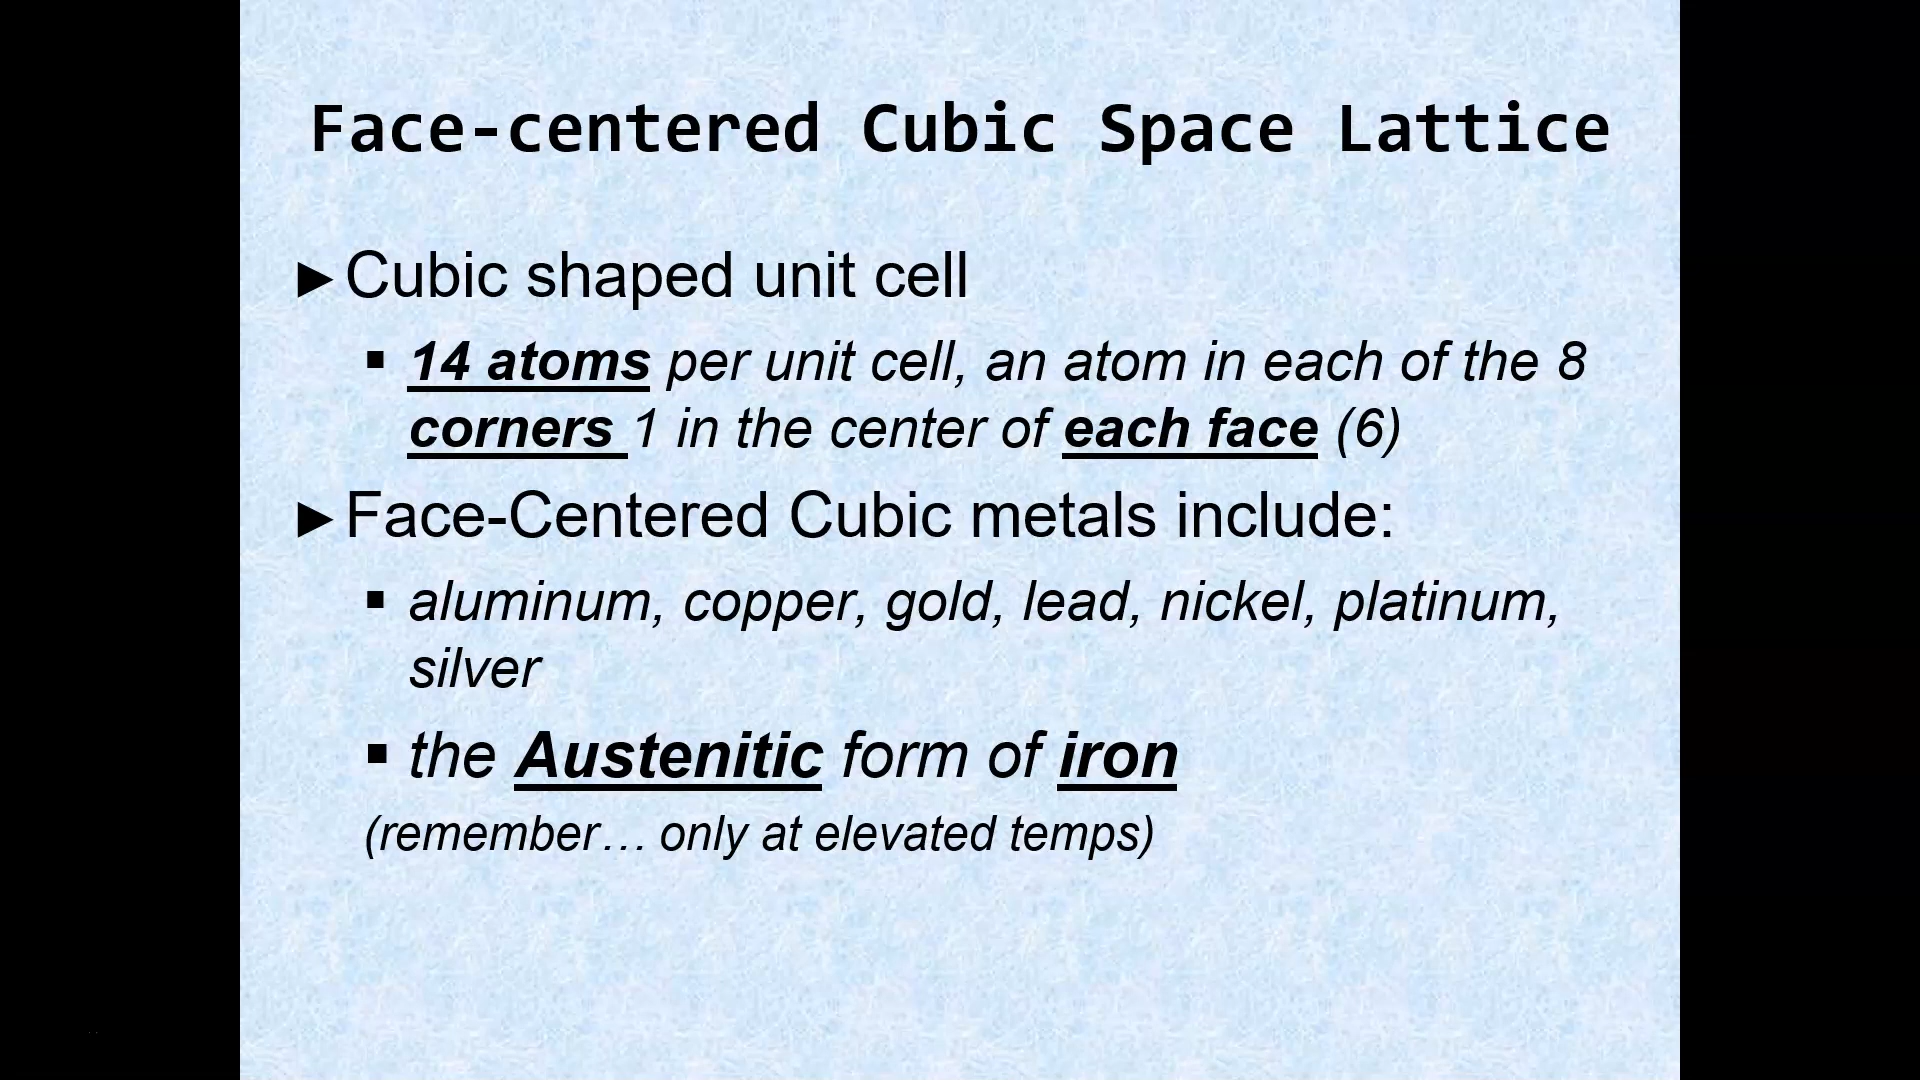 Face-centered Cubic Space Lattice
►Cubic shaped unit cell
▪ 14 atoms per unit cell, an atom in each of the 8
corners 1 in the center of each face (6)
►Face-Centered Cubic metals include:
▪ aluminum, copper, gold, lead, nickel, platinum,
silver
▪ the Austenitic form of iron
(remember… only at elevated temps)